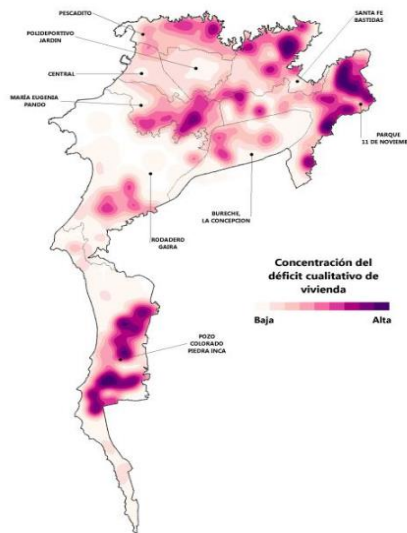 PESCADITO
POLIDEPORTIVO
JARDIN
CENTRAL
MARÍA EUGENIA
PANDO
SANTA FE
BASTIDAS
PARQUE
11 DE NOVIEMBRE
BURECHE,
LA CONCEPCION
RODADERO
GAIRA
Concentración del
déficit cualitativo de
vivienda
Baja
Alta
POZO
COLORADO
PIEDRA INCA